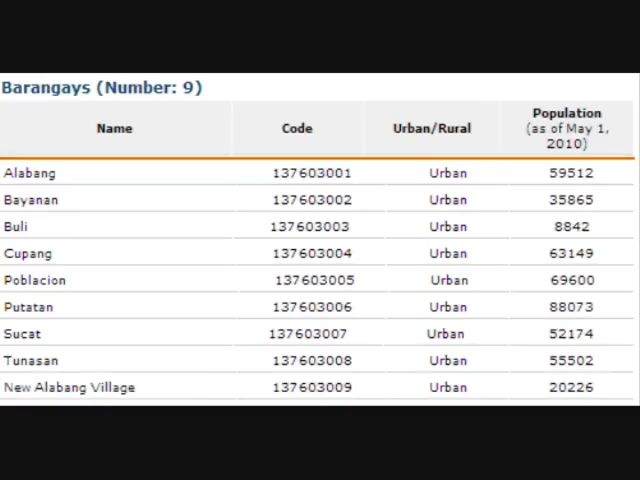 Barangays (Number: 9)
Name Code Urban/Rural Population (as of May 1, 2010)
Alabang 137603001 Urban 59512
Bayanan 137603002 Urban 35865
Buli 137603003 Urban 8842
Cupang 137603004 Urban 63149
Poblacion 137603005 Urban 69600
Putatan 137603006 Urban 88073
Sucat 137603007 Urban 52174
Tunasan 137603008 Urban 55502
New Alabang Village 137603009 Urban 20226